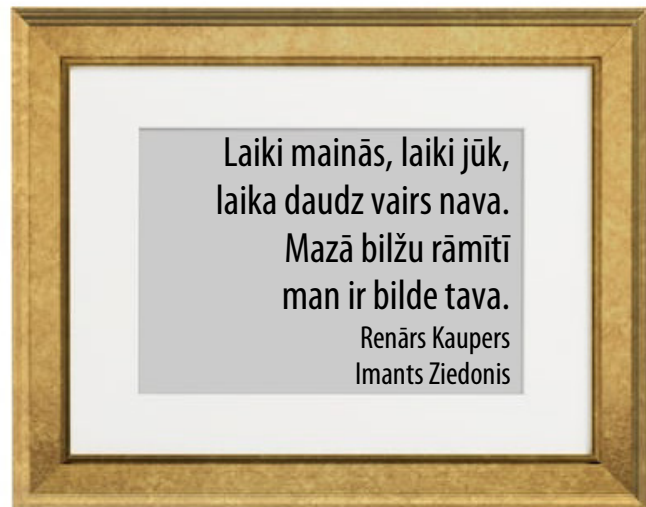 Laiki mainās, laiki jūk,
laika daudz vairs nava.
Mazā bilžu rāmītī
man ir bilde tava.
Renārs Kaupers
Imants Ziedonis